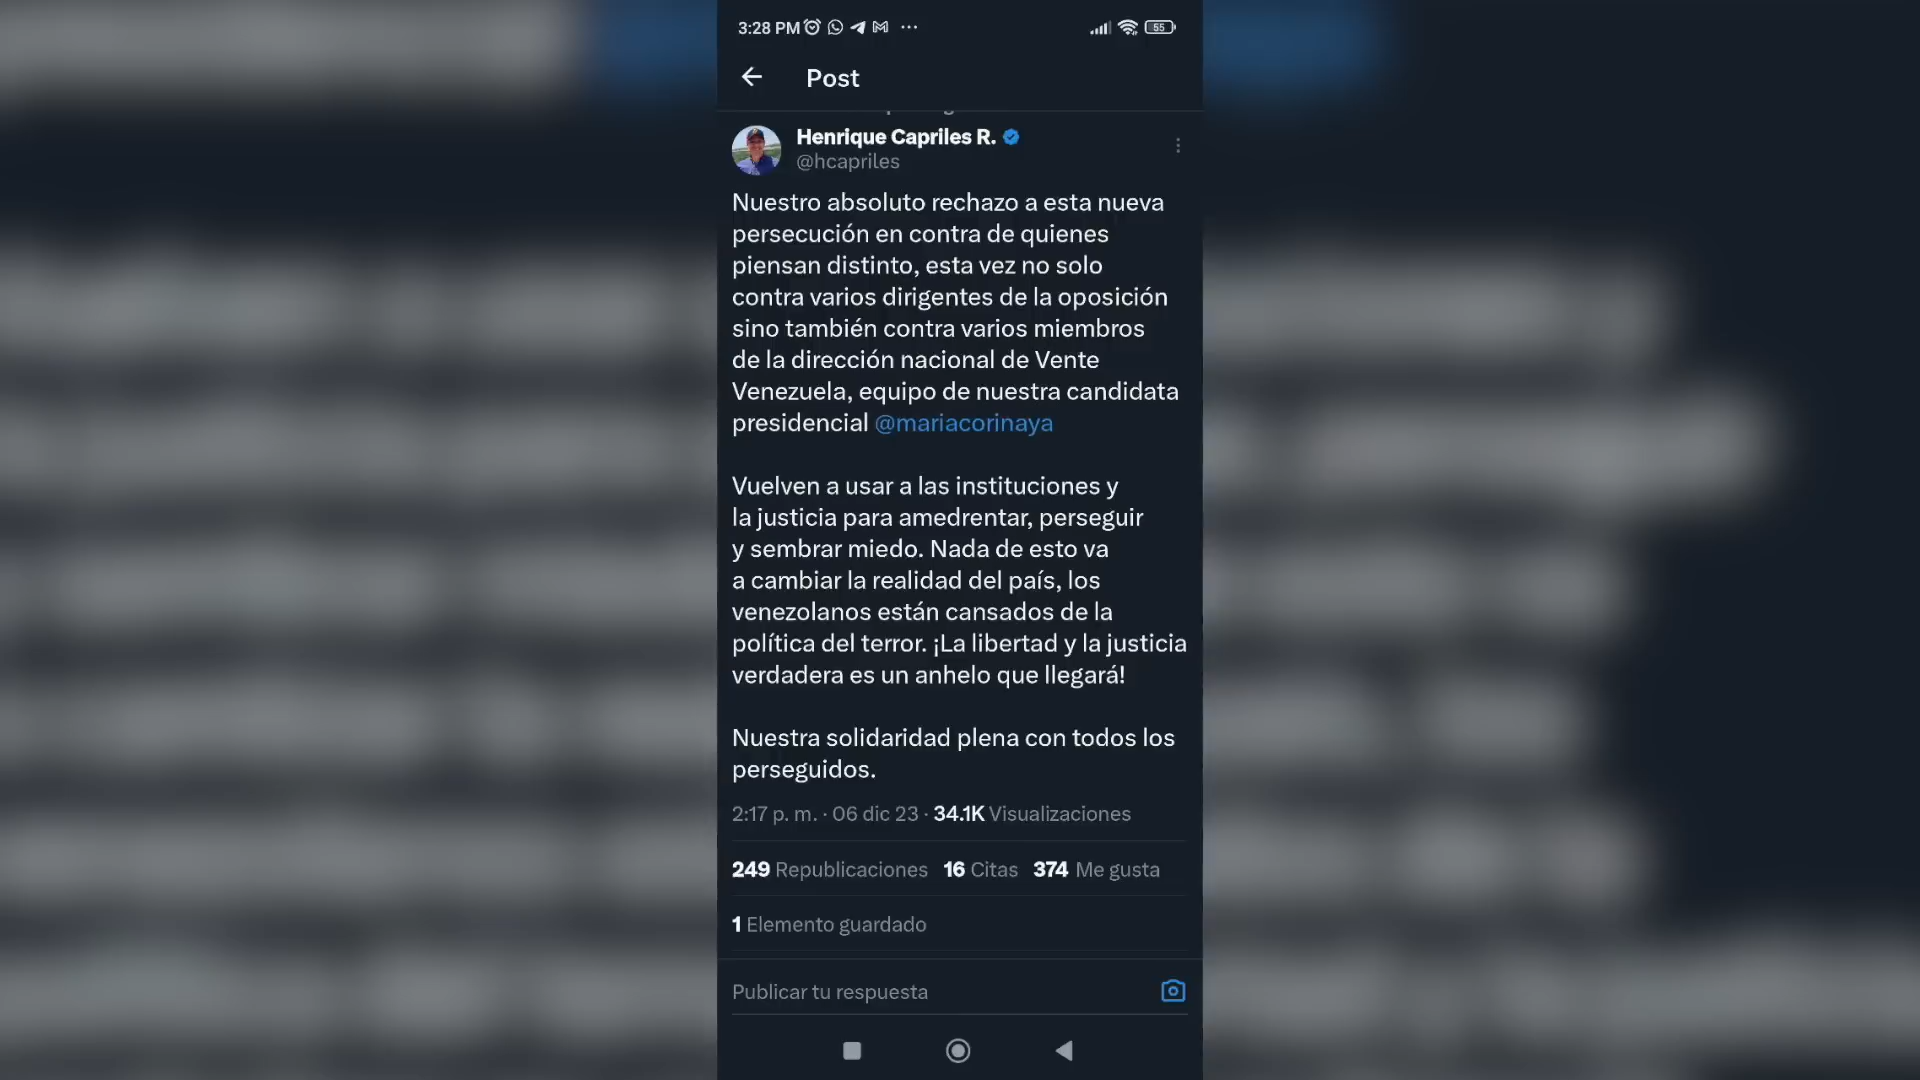 3:28 PM
55
Post
Henrique Capriles R.
@hcapriles
Nuestro absoluto rechazo a esta nueva
persecución en contra de quienes
piensan distinto, esta vez no solo
contra varios dirigentes de la oposición
sino también contra varios miembros
de la dirección nacional de Vente
Venezuela, equipo de nuestra candidata
presidencial @mariacorinaya
Vuelven a usar a las instituciones y
la justicia para amedrentar, perseguir
y sembrar miedo. Nada de esto va
a cambiar la realidad del país, los
venezolanos están cansados de la
política del terror. ¡La libertad y la justicia
verdadera es un anhelo que llegará!
Nuestra solidaridad plena con todos los
perseguidos.
2:17 p. m. · 06 dic 23 · 34.1K Visualizaciones
249 Republicaciones 16 Citas 374 Me gusta
1 Elemento guardado
Publicar tu respuesta